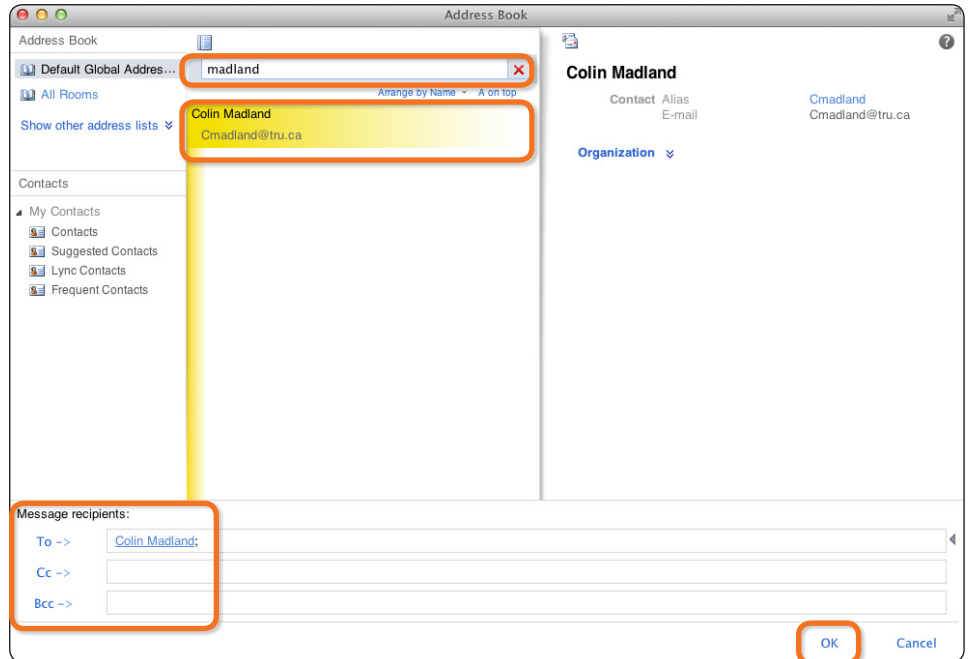 Address Book
Address Book
Default Global Addres...
All Rooms
Show other address lists
Contacts
My Contacts
Contacts
Suggested Contacts
Lync Contacts
Frequent Contacts
madland
Arrange by Name A on top
Colin Madland
Cmadland@tru.ca
Colin Madland
Contact Alias Cmadland
E-mail Cmadland@tru.ca
Organization
Message recipients:
To -> Colin Madland;
Cc ->
Bcc ->
OK Cancel